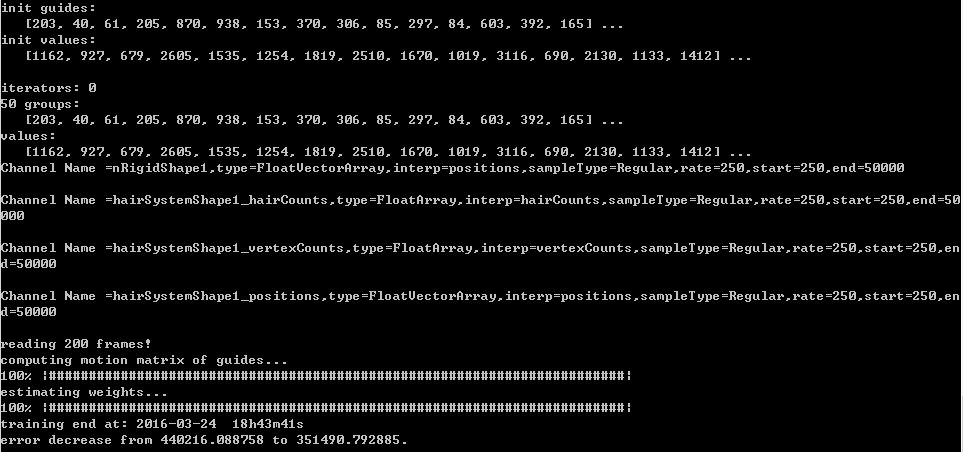 init guides:
[203, 40, 61, 205, 870, 938, 153, 370, 306, 85, 297, 84, 603, 392, 165] ...
init values:
[1162, 927, 679, 2605, 1535, 1254, 1819, 2510, 1670, 1019, 3116, 690, 2130, 1133, 1412] ...
iterators: 0
50 groups:
[203, 40, 61, 205, 870, 938, 153, 370, 306, 85, 297, 84, 603, 392, 165] ...
values:
[1162, 927, 679, 2605, 1535, 1254, 1819, 2510, 1670, 1019, 3116, 690, 2130, 1133, 1412] ...
Channel Name =nRigidShape1,type=FloatVectorArray,interp=positions,sampleType=Regular,rate=250,start=250,end=50000
Channel Name =hairSystemShape1_hairCounts,type=FloatArray,interp=hairCounts,sampleType=Regular,rate=250,start=250,end=50
000
Channel Name =hairSystemShape1_vertexCounts,type=FloatArray,interp=vertexCounts,sampleType=Regular,rate=250,start=250,en
d=50000
Channel Name =hairSystemShape1_positions,type=FloatVectorArray,interp=positions,sampleType=Regular,rate=250,start=250,en
d=50000
reading 200 frames!
computing motion matrix of guides...
100% |########################################################################|
estimating weights...
100% |########################################################################|
training end at: 2016-03-24  18h43m41s
error decrease from 440216.088758 to 351490.792885.